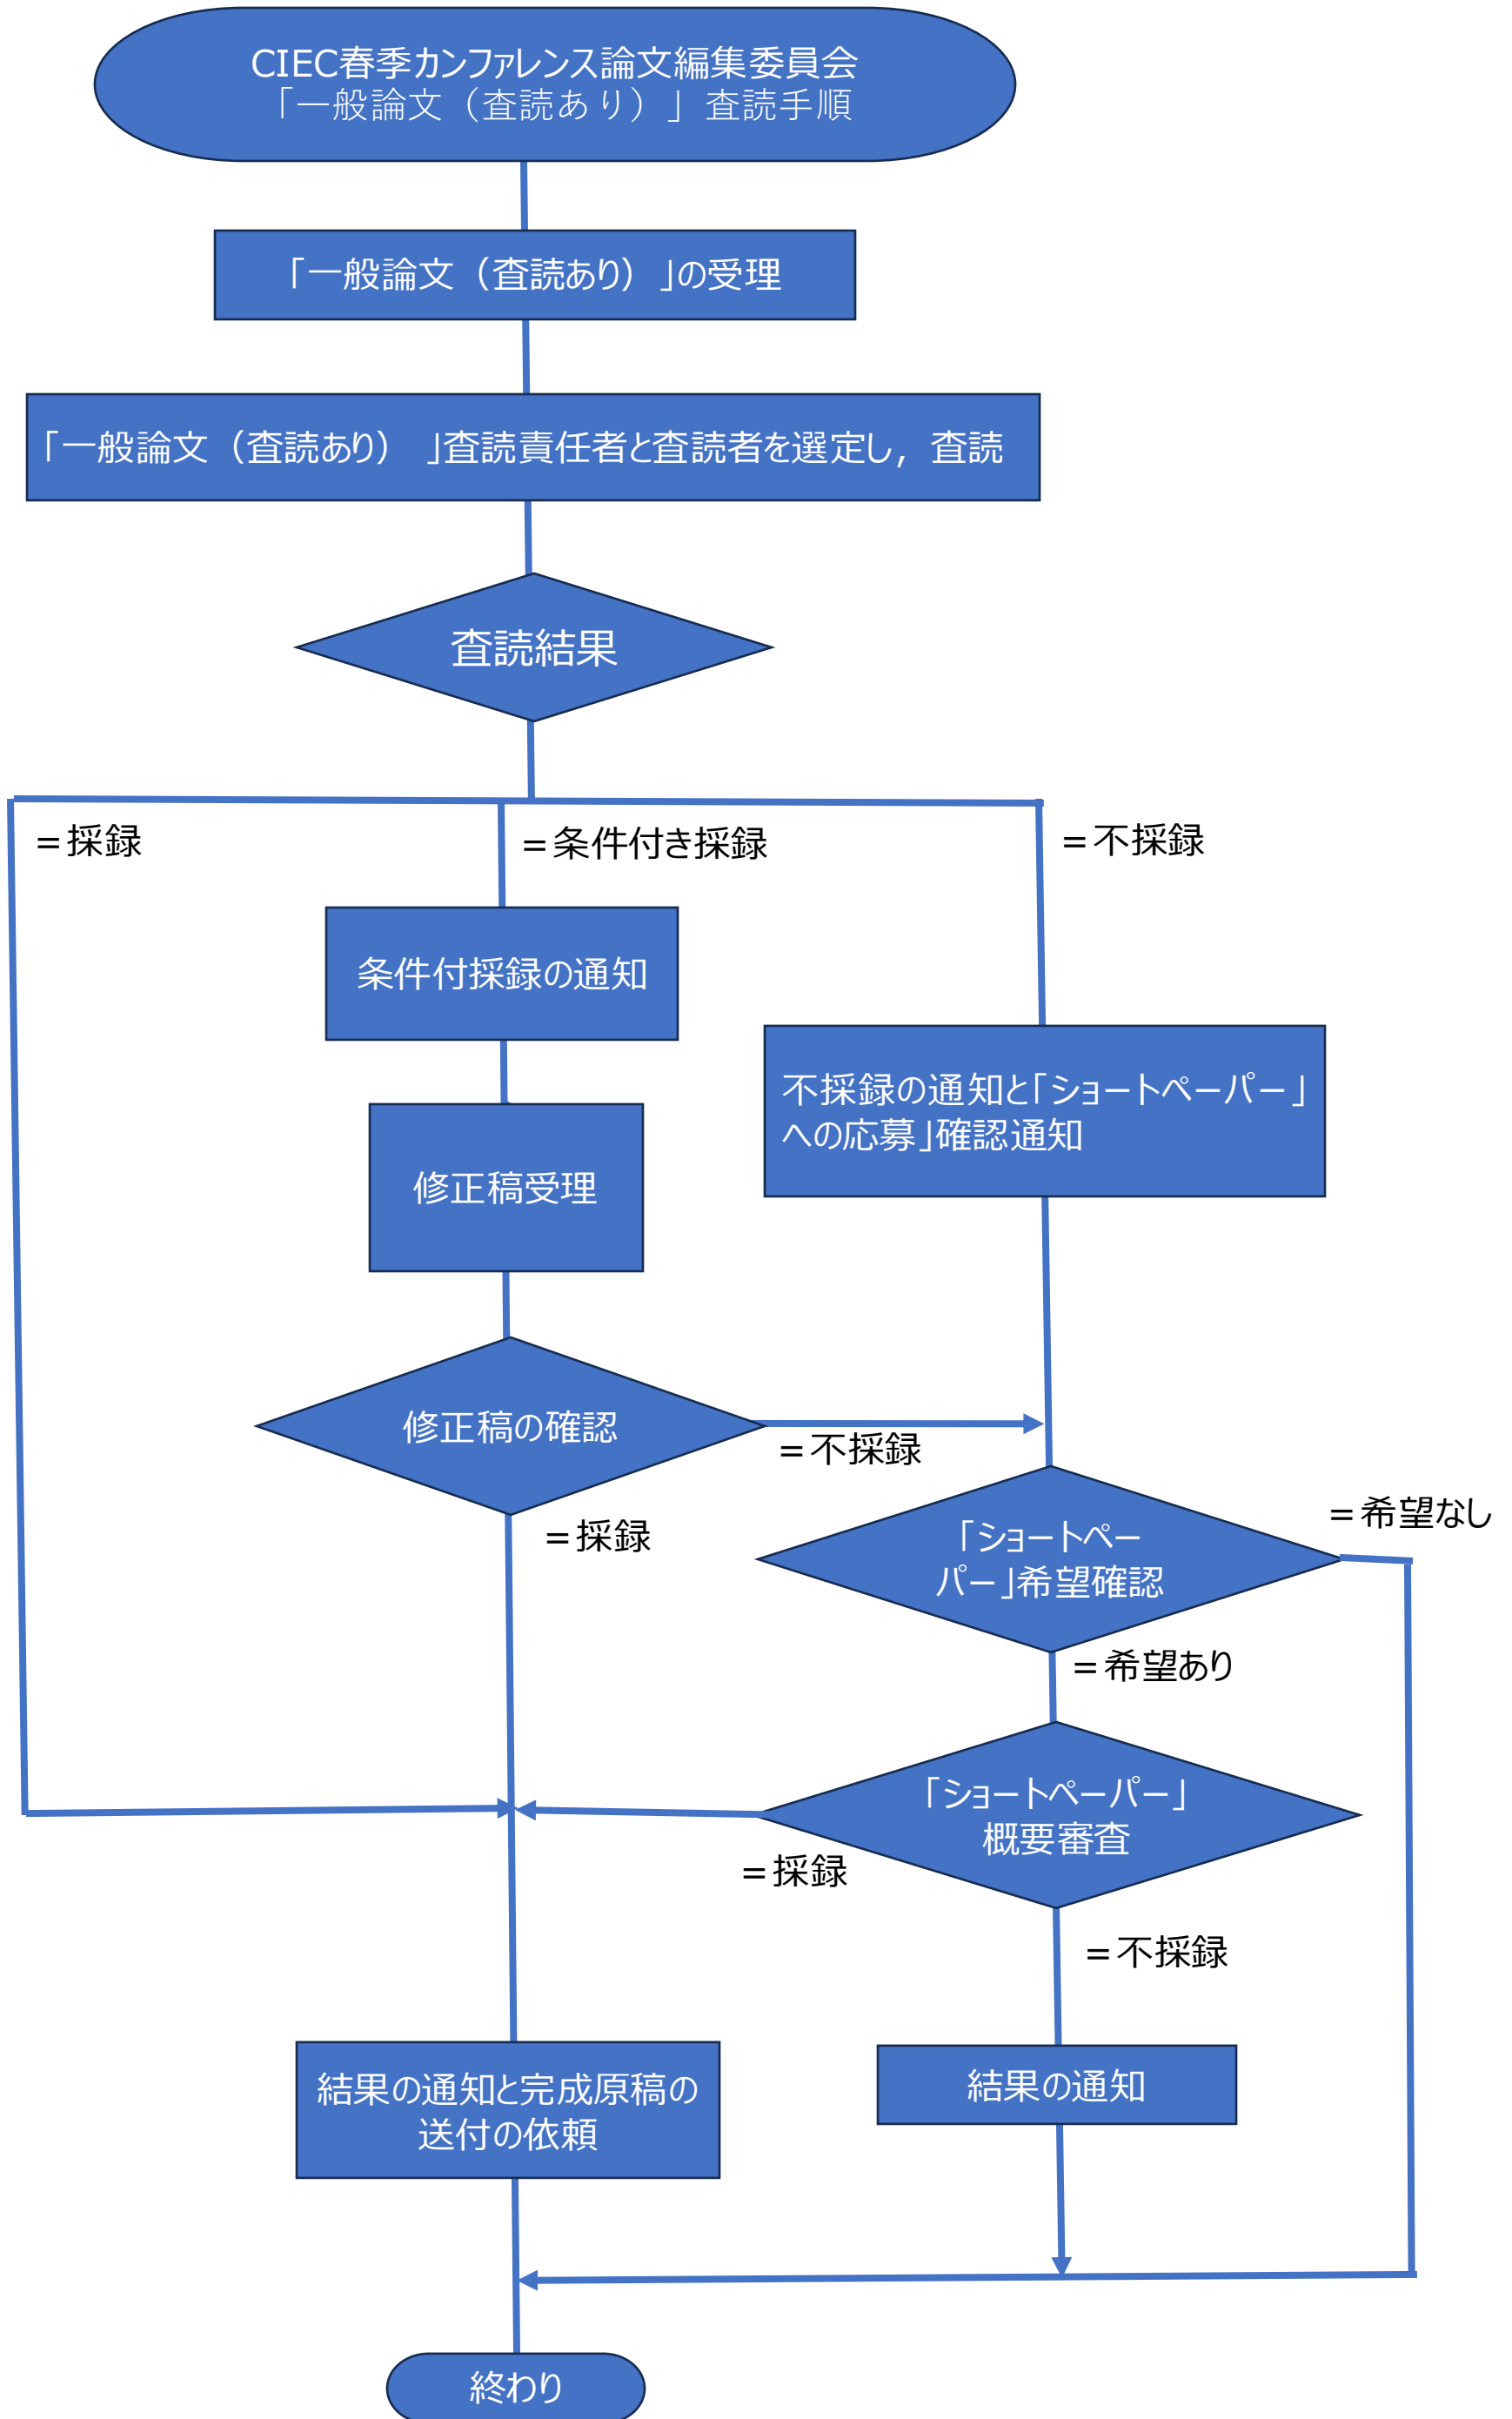 CIEC春季カンファレンス論文編集委員会
「一般論文（査読あり）」査読手順
「一般論文（査読あり）」の受理
「一般論文（査読あり） 」査読責任者と査読者を選定し，査読
査読結果
＝採録
＝条件付き採録
＝不採録
条件付採録の通知
不採録の通知と「ショートペーパー」
への応募」確認通知
修正稿受理
修正稿の確認
＝不採録
＝採録
「ショートペー
パー」希望確認
＝希望なし
＝希望あり
「ショートペーパー」
概要審査
＝採録
＝不採録
結果の通知と完成原稿の
送付の依頼
結果の通知
終わり